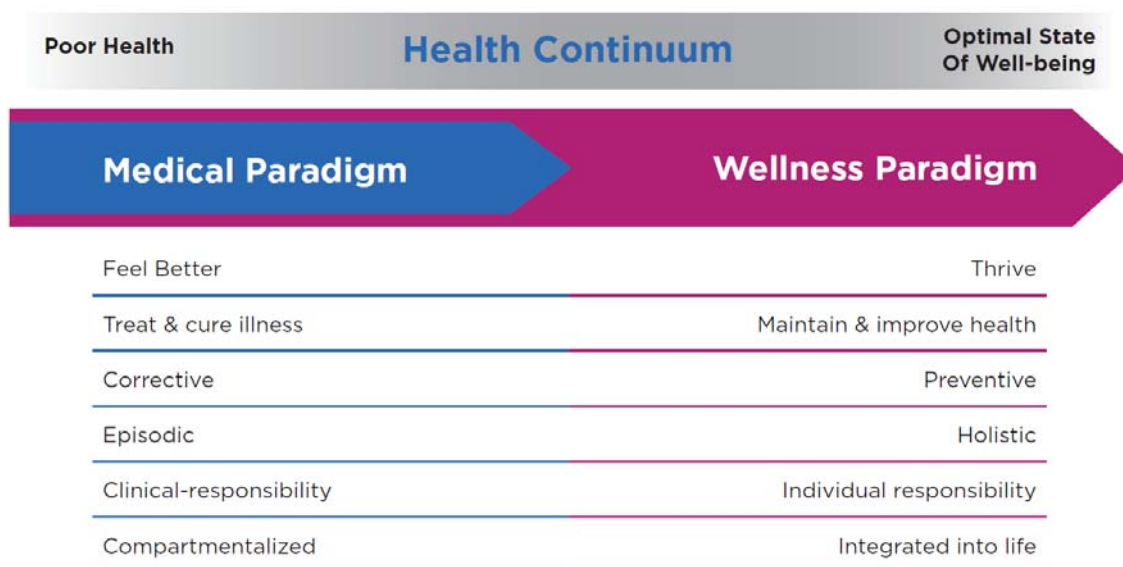 Poor Health
Health Continuum
Optimal State
Of Well-being
Medical Paradigm
Wellness Paradigm
Feel Better
Thrive
Treat & cure illness
Maintain & improve health
Corrective
Preventive
Episodic
Holistic
Clinical-responsibility
Individual responsibility
Compartmentalized
Integrated into life